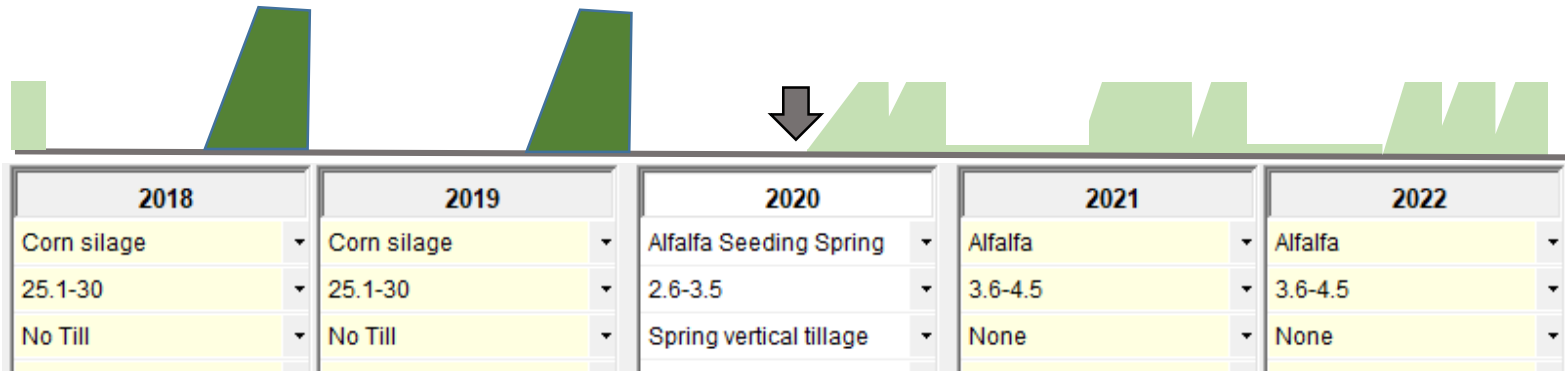 2018 2019 2020 2021 2022
Corn silage Corn silage Alfalfa Seeding Spring Alfalfa Alfalfa
25.1-30 25.1-30 2.6-3.5 3.6-4.5 3.6-4.5
No Till No Till Spring vertical tillage None None